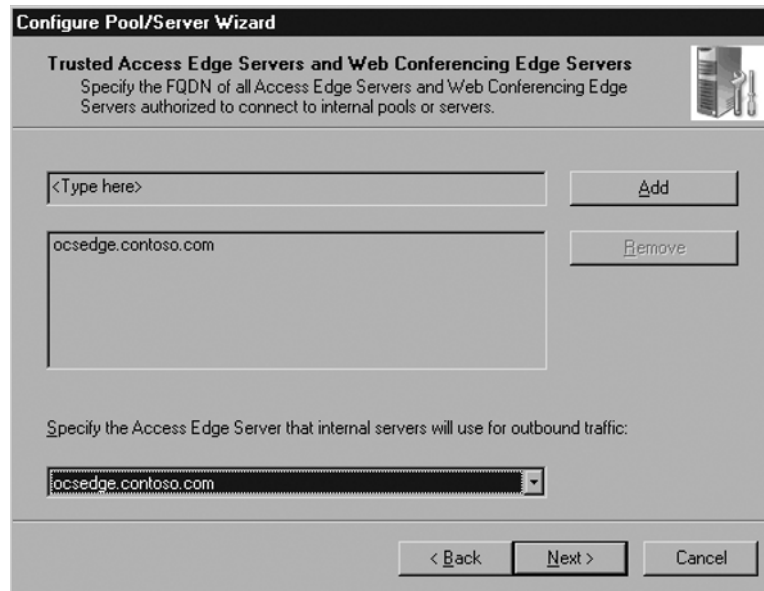 Configure Pool/Server Wizard
Trusted Access Edge Servers and Web Conferencing Edge Servers
Specify the FQDN of all Access Edge Servers and Web Conferencing Edge
Servers authorized to connect to internal pools or servers.
<Type here>
Add
ocsedge.contoso.com
Remove
Specify the Access Edge Server that internal servers will use for outbound traffic:
ocsedge.contoso.com
< Back
Next >
Cancel